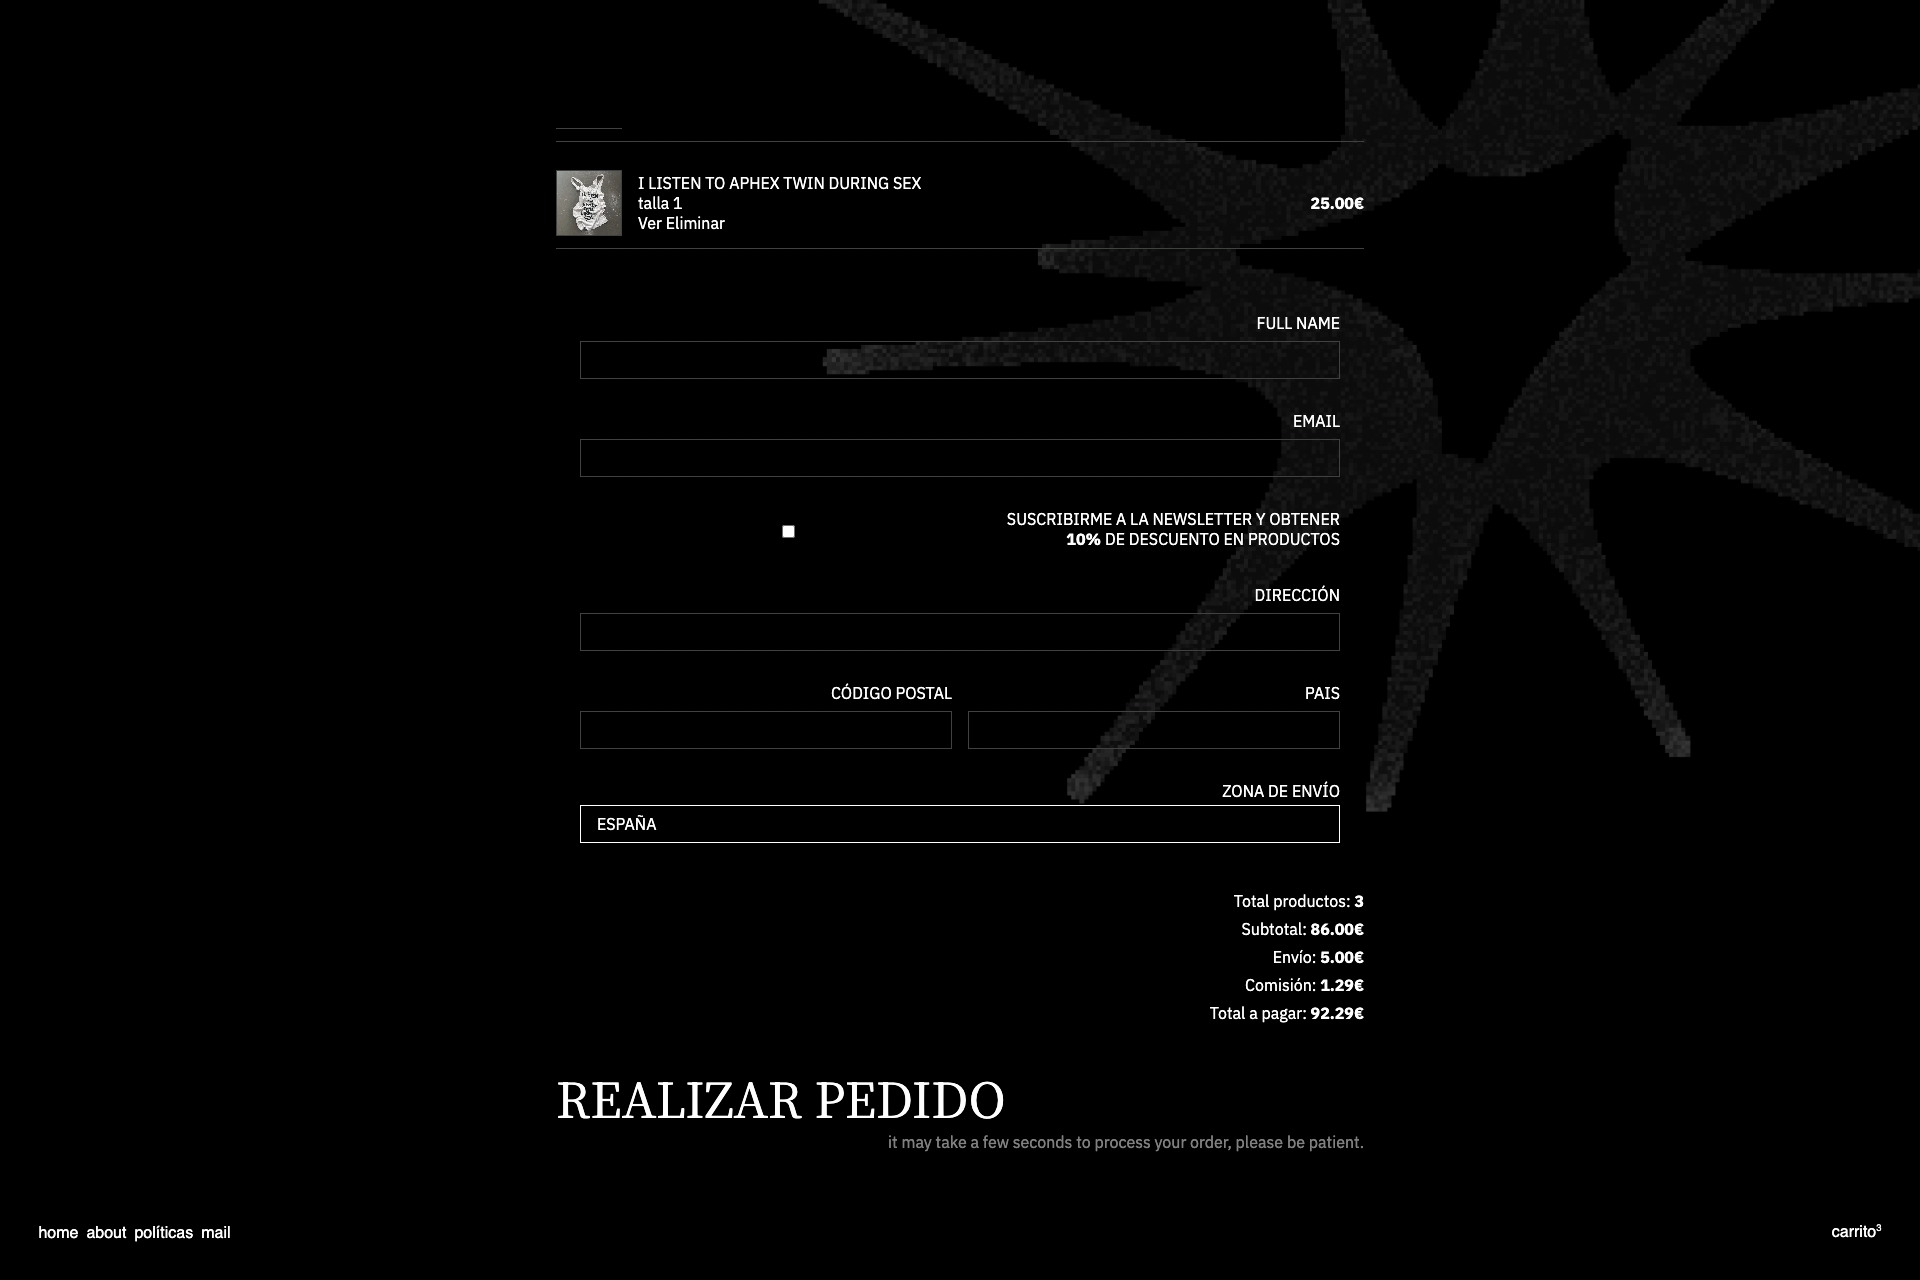 I LISTEN TO APHEX TWIN DURING SEX
talla 1
Ver Eliminar
25.00€
FULL NAME
EMAIL
SUSCRIBIRME A LA NEWSLETTER Y OBTENER
10% DE DESCUENTO EN PRODUCTOS
DIRECCIÓN
CÓDIGO POSTAL
PAIS
ZONA DE ENVÍO
ESPAÑA
Total productos: 3
Subtotal: 86.00€
Envío: 5.00€
Comisión: 1.29€
Total a pagar: 92.29€
REALIZAR PEDIDO
it may take a few seconds to process your order, please be patient.
home about políticas mail
carrito³